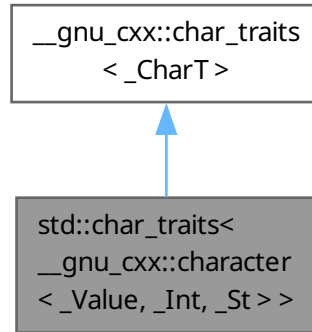 __gnu_cxx::char_traits
< _CharT >
std::char_traits<
__gnu_cxx::character
< _Value, _Int, _St > >